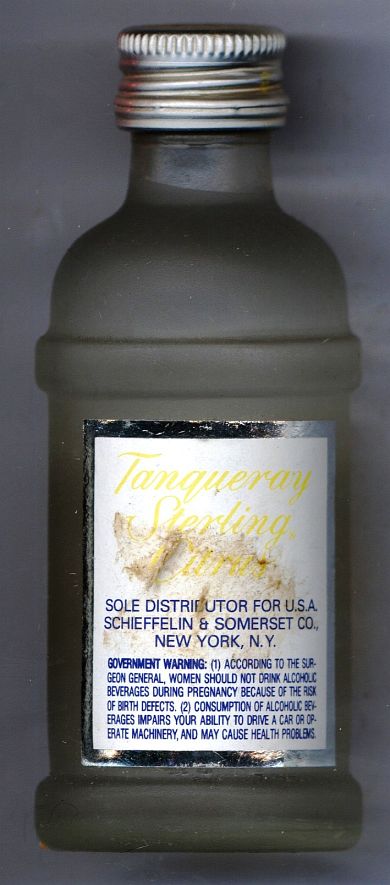 Tanqueray
Sterling
Citrus
SOLE DISTRIBUTOR FOR U.S.A.
SCHIEFFELIN & SOMERSET CO.,
NEW YORK, N.Y.
GOVERNMENT WARNING: (1) ACCORDING TO THE SUR-
GEON GENERAL, WOMEN SHOULD NOT DRINK ALCOHOLIC
BEVERAGES DURING PREGNANCY BECAUSE OF THE RISK
OF BIRTH DEFECTS. (2) CONSUMPTION OF ALCOHOLIC BEV-
ERAGES IMPAIRS YOUR ABILITY TO DRIVE A CAR OR OP-
ERATE MACHINERY, AND MAY CAUSE HEALTH PROBLEMS.